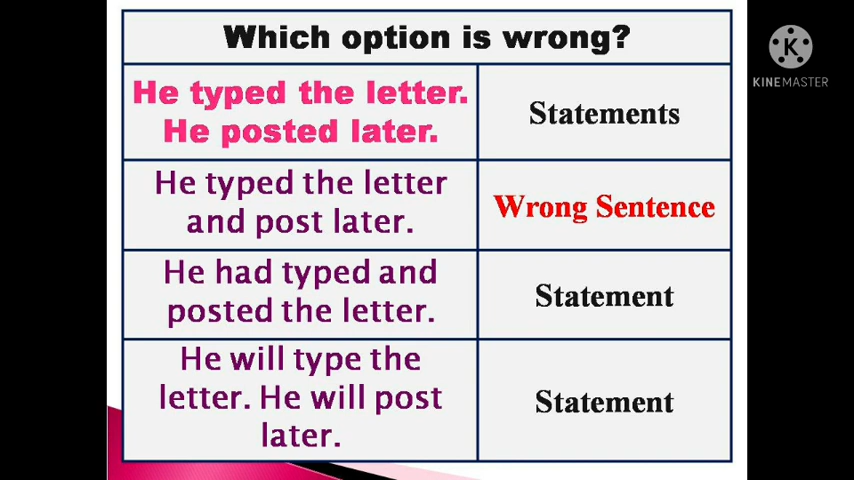 Which option is wrong?
He typed the letter.
He posted later.
Statements
He typed the letter
and post later.
Wrong Sentence
He had typed and
posted the letter.
Statement
He will type the
letter. He will post
later.
Statement
K
KINEMASTER